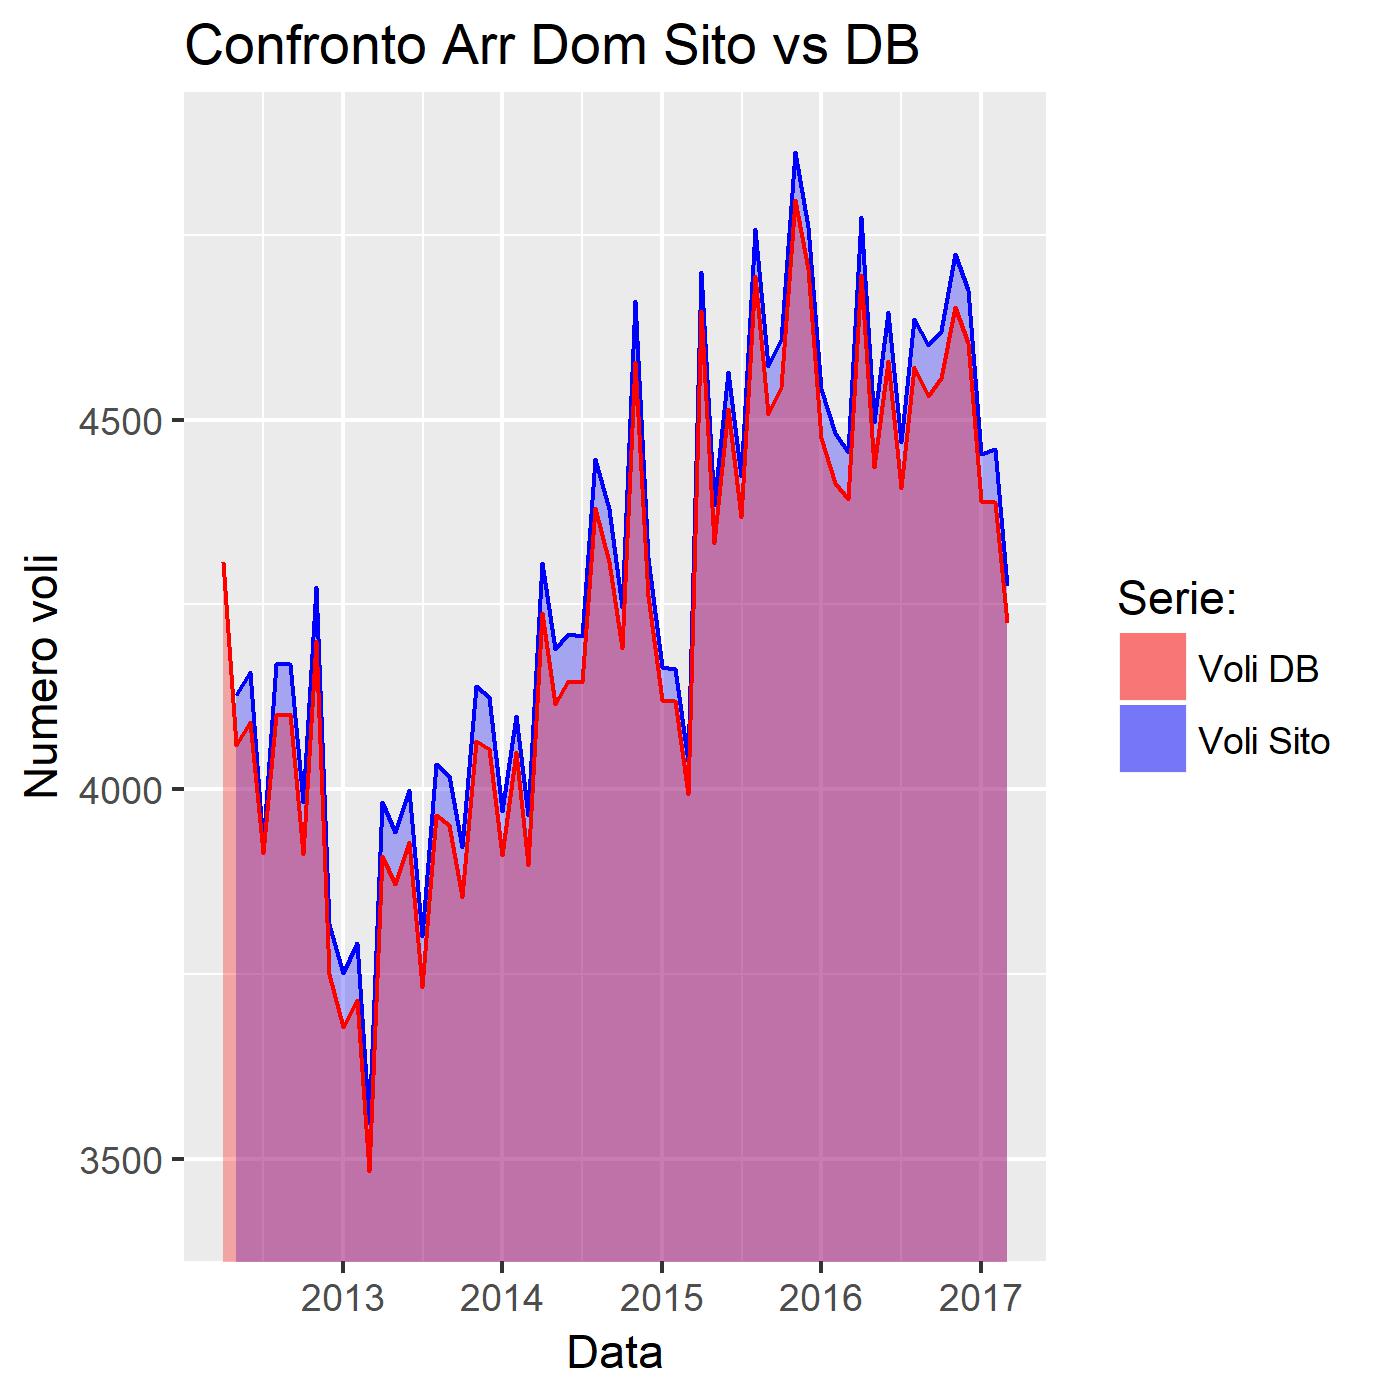 Confronto Arr Dom Sito vs DB
Numero voli
4500
4000
3500
2013 2014 2015 2016 2017
Data
Serie:
Voli DB
Voli Sito